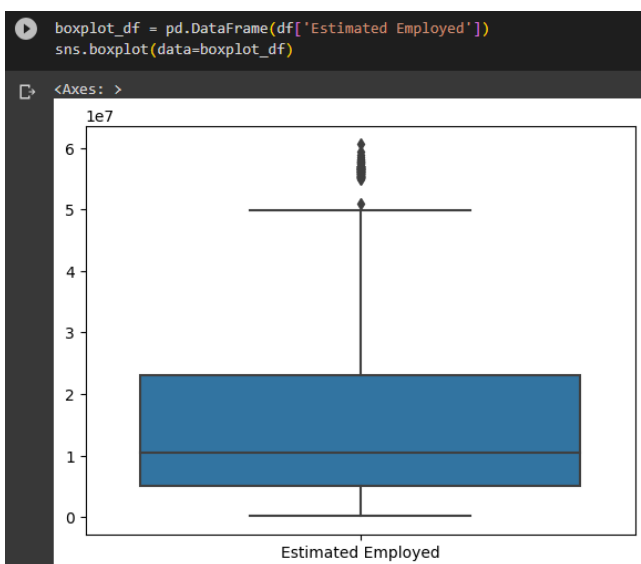 boxplot_df = pd.DataFrame(df['Estimated Employed'])
sns.boxplot(data=boxplot_df)
<Axes: >
1e7
6
5
4
3
2
1
0
Estimated Employed